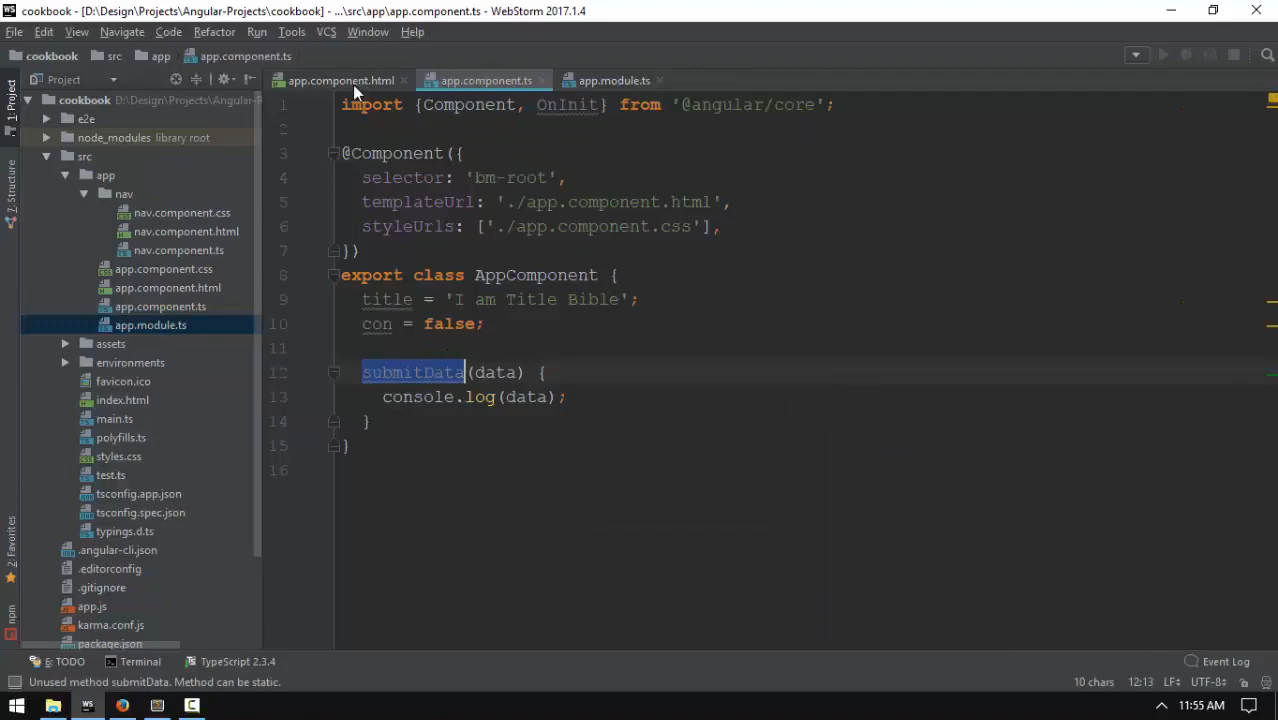 WS cookbook - [D:\Design\Projects\Angular-Projects\cookbook] - ...\src\app\app.component.ts - WebStorm 2017.1.4
File Edit View Navigate Code Refactor Run Tools VCS Window Help
cookbook src app app.component.ts
Project
app.component.html
app.component.ts
app.module.ts
1: Project
7: Structure
2: Favorites
npm
cookbook D:\Design\Projects\Angular-P
e2e
node_modules library root
src
app
nav
nav.component.css
nav.component.html
nav.component.ts
app.component.css
app.component.html
app.component.ts
app.module.ts
assets
environments
favicon.ico
index.html
main.ts
polyfills.ts
styles.css
test.ts
tsconfig.app.json
tsconfig.spec.json
typings.d.ts
.angular-cli.json
.editorconfig
.gitignore
app.js
karma.conf.js
package.json
1 import {Component, OnInit} from '@angular/core';
2
3 @Component({
4 selector: 'bm-root',
5 templateUrl: './app.component.html',
6 styleUrls: ['./app.component.css'],
7 })
8 export class AppComponent {
9 title = 'I am Title Bible';
10 con = false;
11
12 submitData(data) {
13 console.log(data);
14 }
15 }
16
6: TODO Terminal TypeScript 2.3.4 Event Log
Unused method submitData. Method can be static. 10 chars 12:13 LF÷ UTF-8÷
WS
11:55 AM